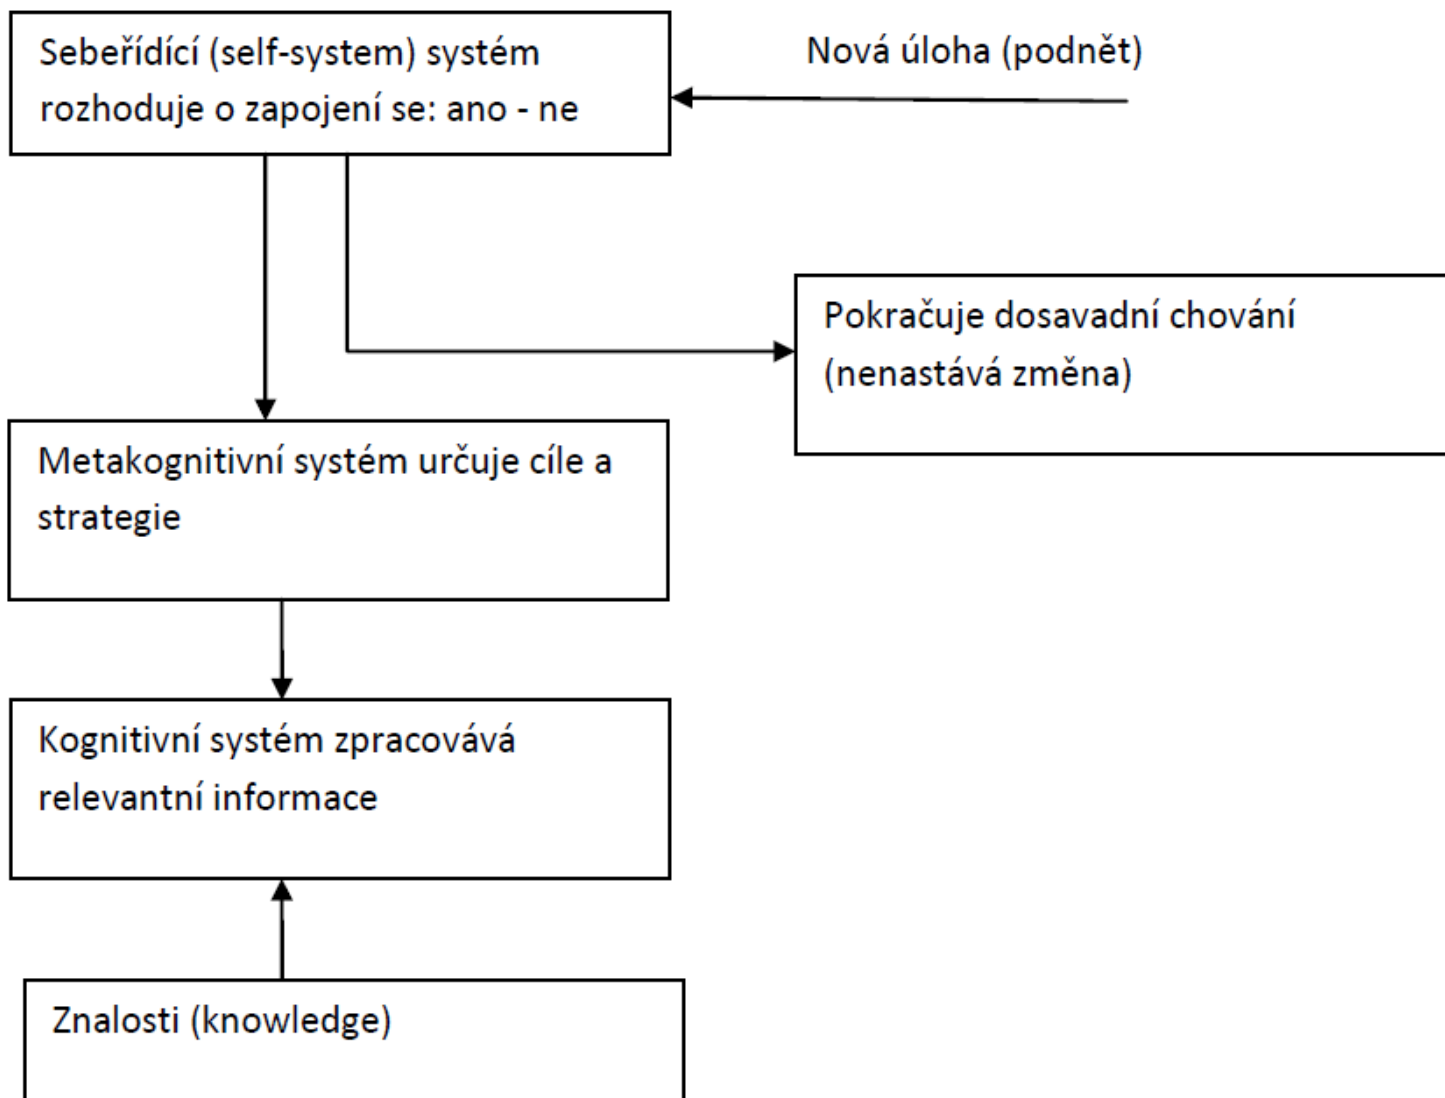 Sebeřídící (self-system) systém
rozhoduje o zapojení se: ano - ne
Nová úloha (podnět)
Pokračuje dosavadní chování
(nenastává změna)
Metakognitivní systém určuje cíle a
strategie
Kognitivní systém zpracovává
relevantní informace
Znalosti (knowledge)